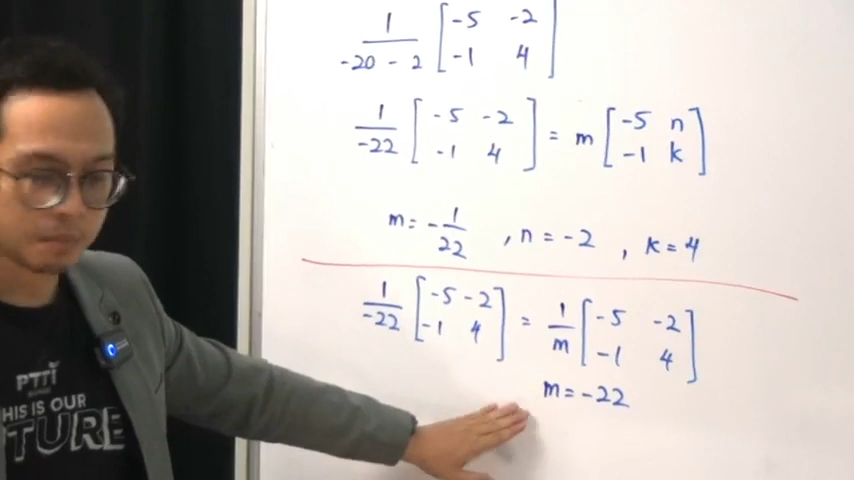 1/(-20 - 2) [-5 -2; -1 4]
1/-22 [-5 -2; -1 4] = m [-5 n; -1 k]
m = -1/22 , n = -2 , k = 4
1/-22 [-5 -2; -1 4] = 1/m [-5 -2; -1 4]
m = -22
PTTI
HIS IS OUR
TURE